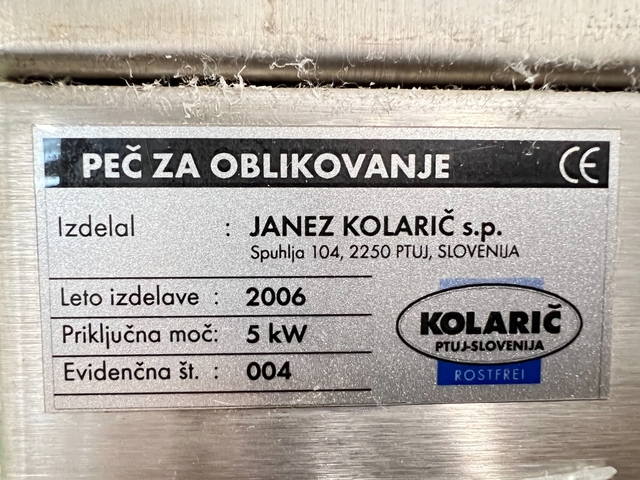 PEČ ZA OBLIKOVANJE CE
Izdelal : JANEZ KOLARIČ s.p.
Spuhlja 104, 2250 PTUJ, SLOVENIJA
Leto izdelave : 2006
Priključna moč: 5 kW
Evidenčna št. : 004
KOLARIČ
PTUJ-SLOVENIJA
ROSTFREI